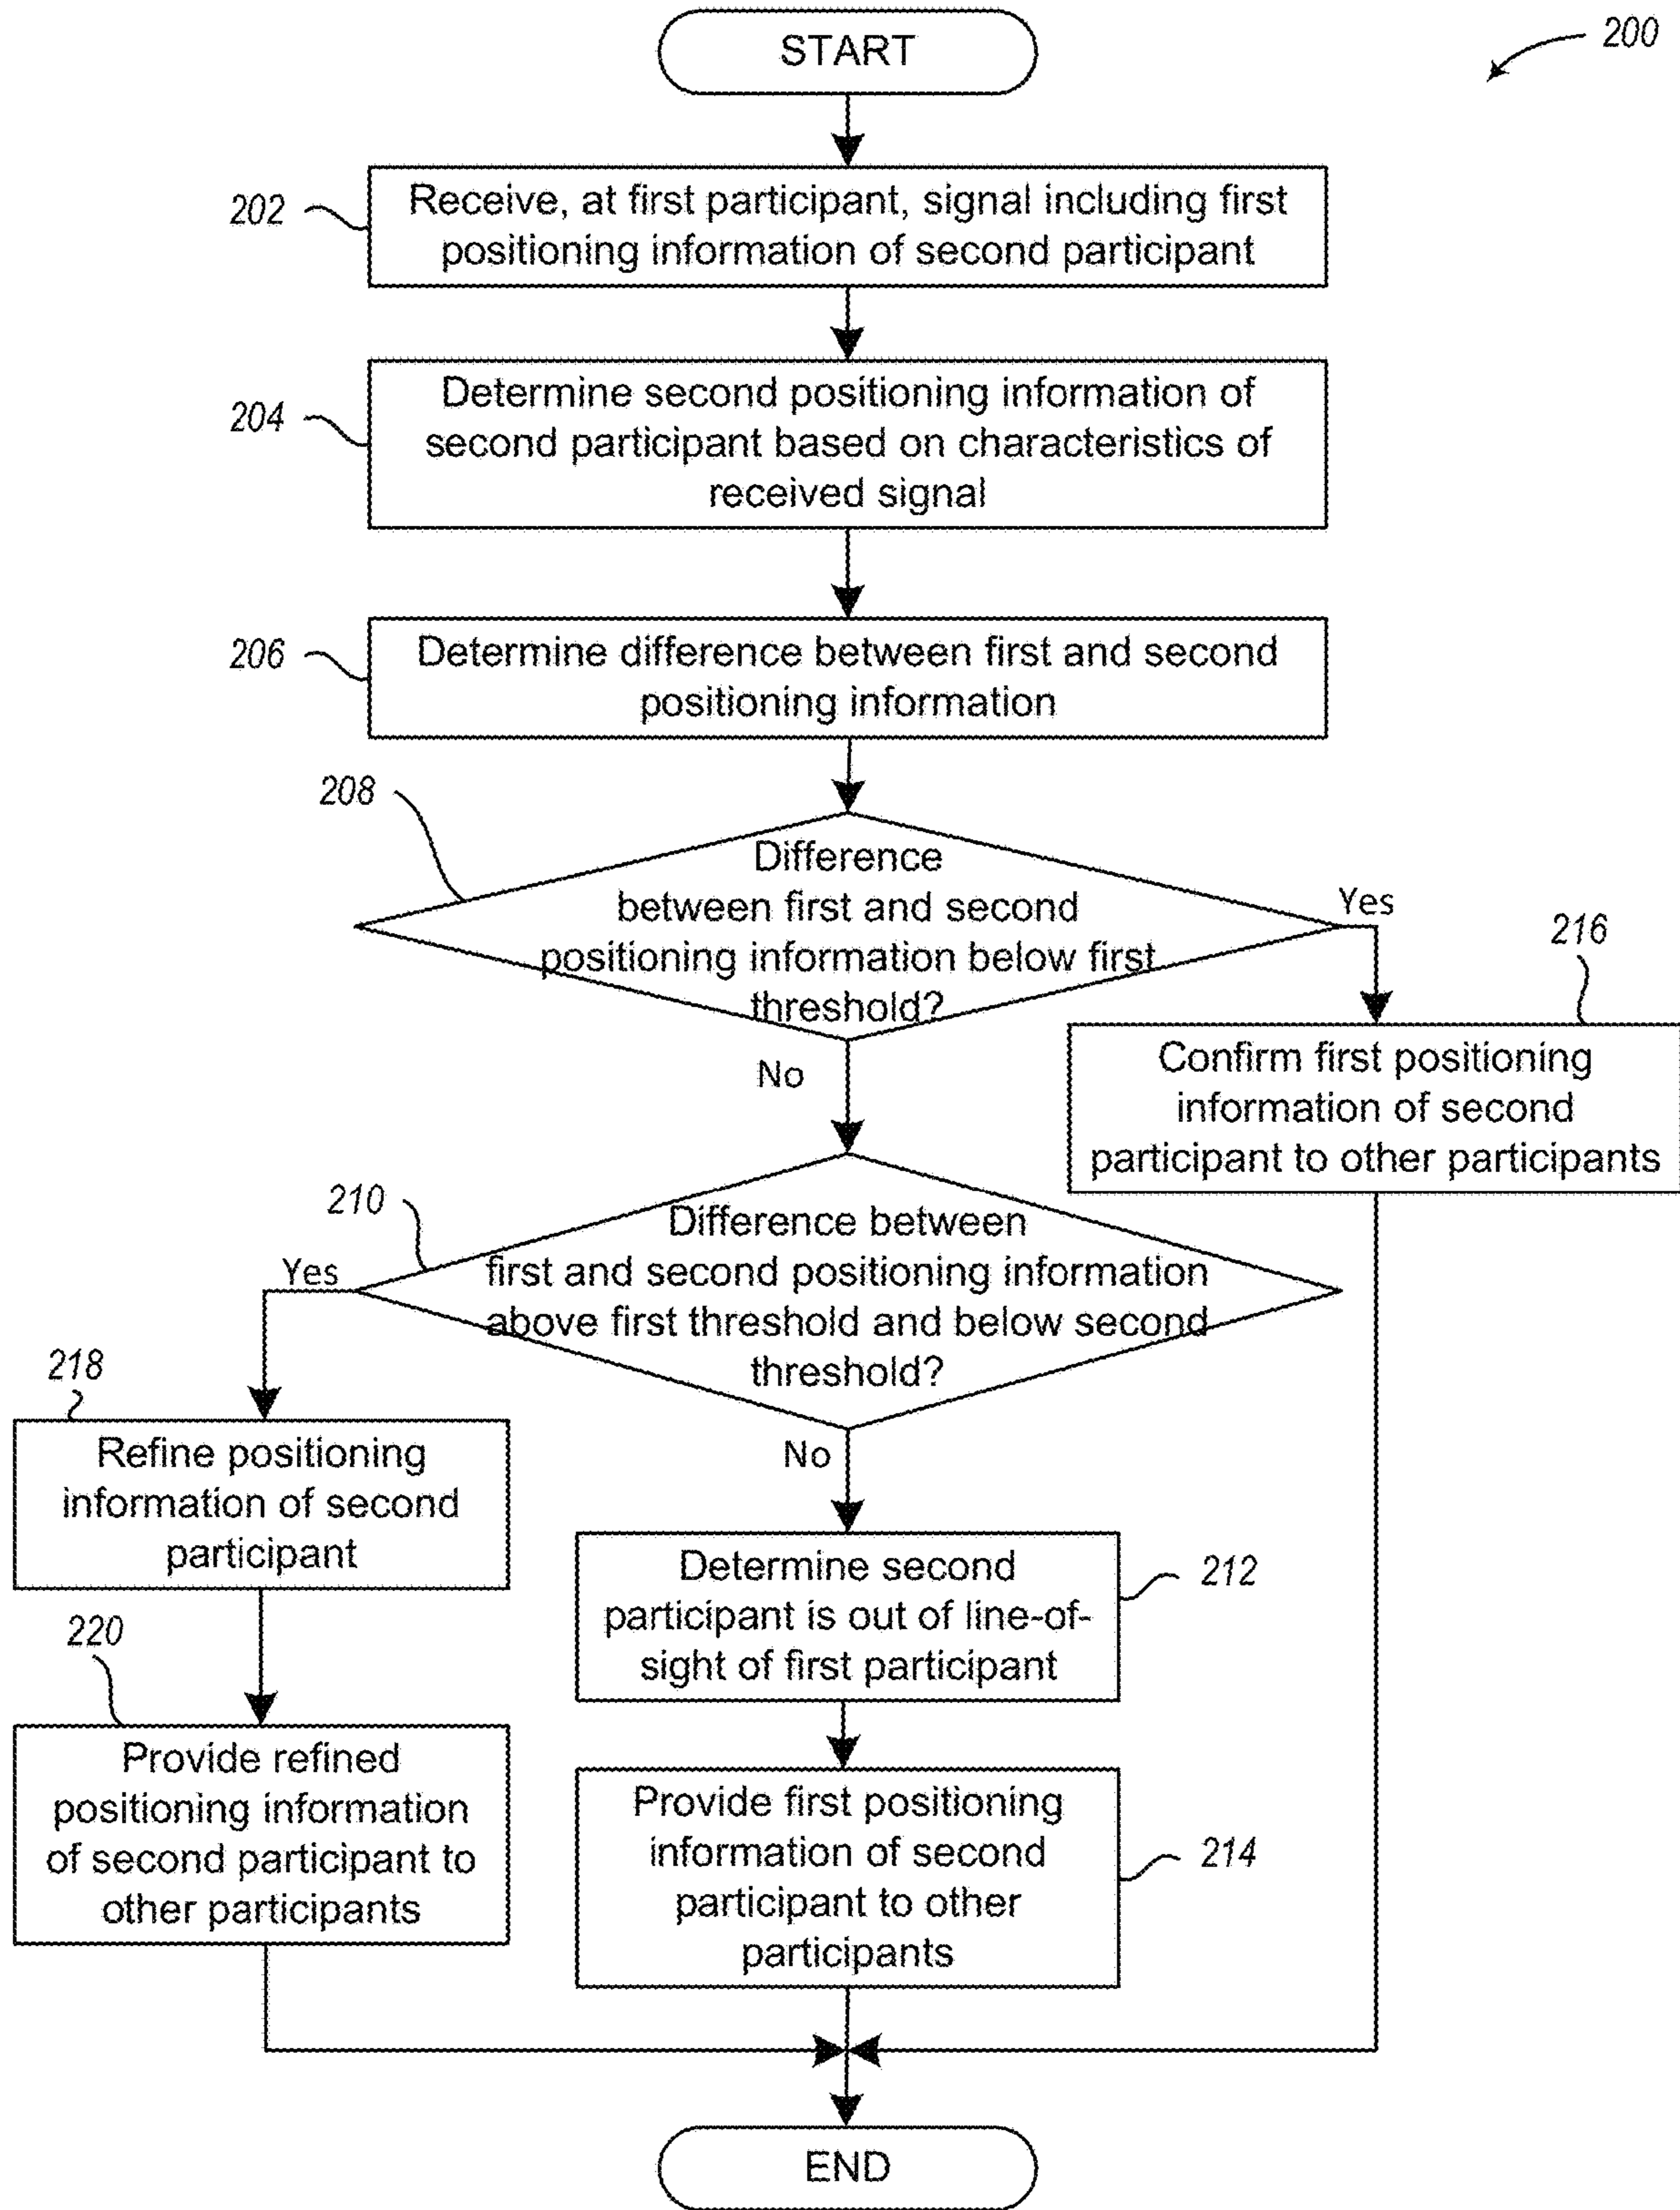 START
200
202
Receive, at first participant, signal including first
positioning information of second participant
204
Determine second positioning information of
second participant based on characteristics of
received signal
206
Determine difference between first and second
positioning information
208
Difference
between first and second
positioning information below first
threshold?
Yes
No
216
Confirm first positioning
information of second
participant to other participants
210
Difference between
first and second positioning information
above first threshold and below second
threshold?
Yes
No
218
Refine positioning
information of second
participant
212
Determine second
participant is out of line-of-
sight of first participant
220
Provide refined
positioning information
of second participant to
other participants
214
Provide first positioning
information of second
participant to other
participants
END